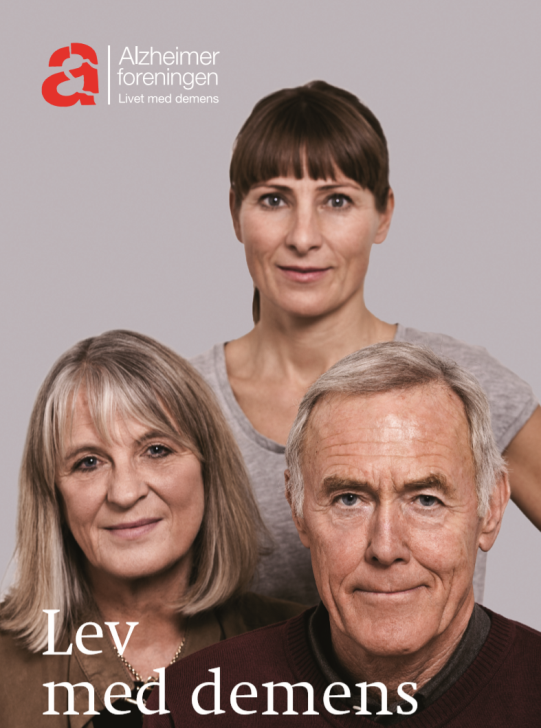 Alzheimer
foreningen
Livet med demens
Lev
med demens